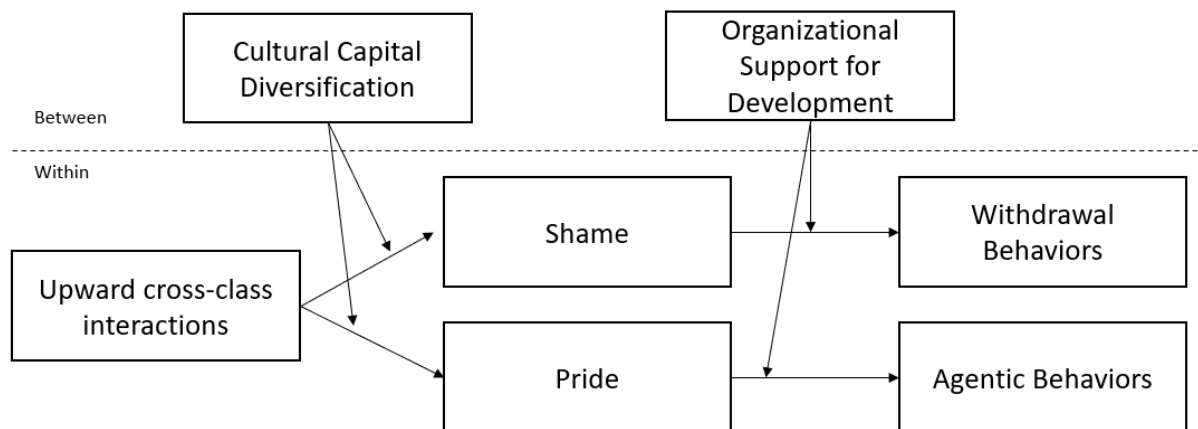 Cultural Capital
Diversification
Organizational
Support for
Development
Between
Within
Shame
Withdrawal
Behaviors
Upward cross-class
interactions
Pride
Agentic Behaviors